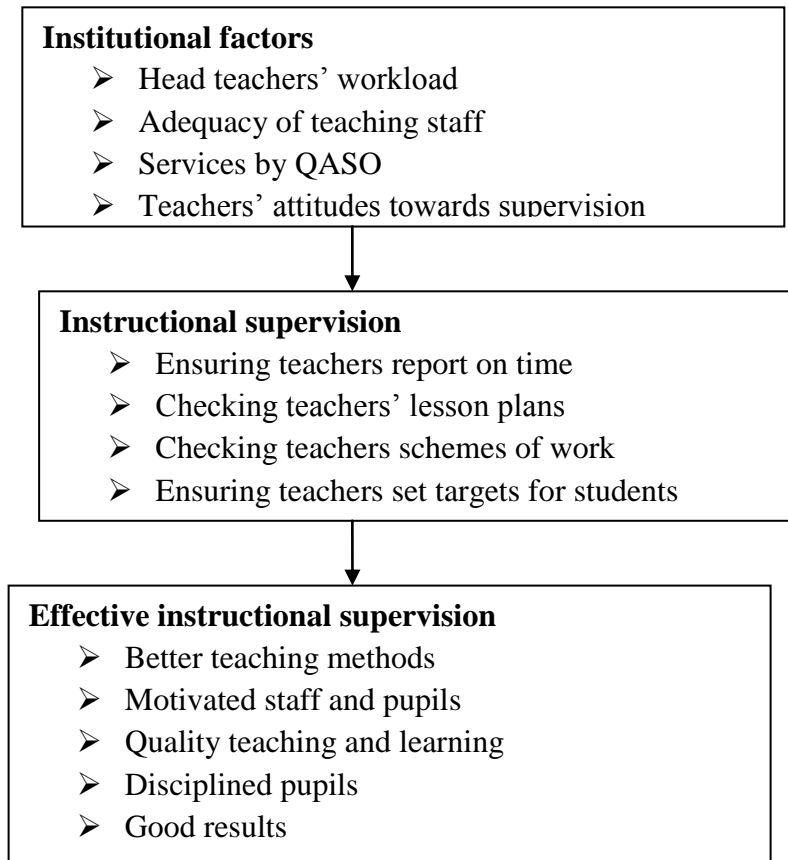 Institutional factors
➢ Head teachers’ workload
➢ Adequacy of teaching staff
➢ Services by QASO
➢ Teachers’ attitudes towards supervision
Instructional supervision
➢ Ensuring teachers report on time
➢ Checking teachers’ lesson plans
➢ Checking teachers schemes of work
➢ Ensuring teachers set targets for students
Effective instructional supervision
➢ Better teaching methods
➢ Motivated staff and pupils
➢ Quality teaching and learning
➢ Disciplined pupils
➢ Good results